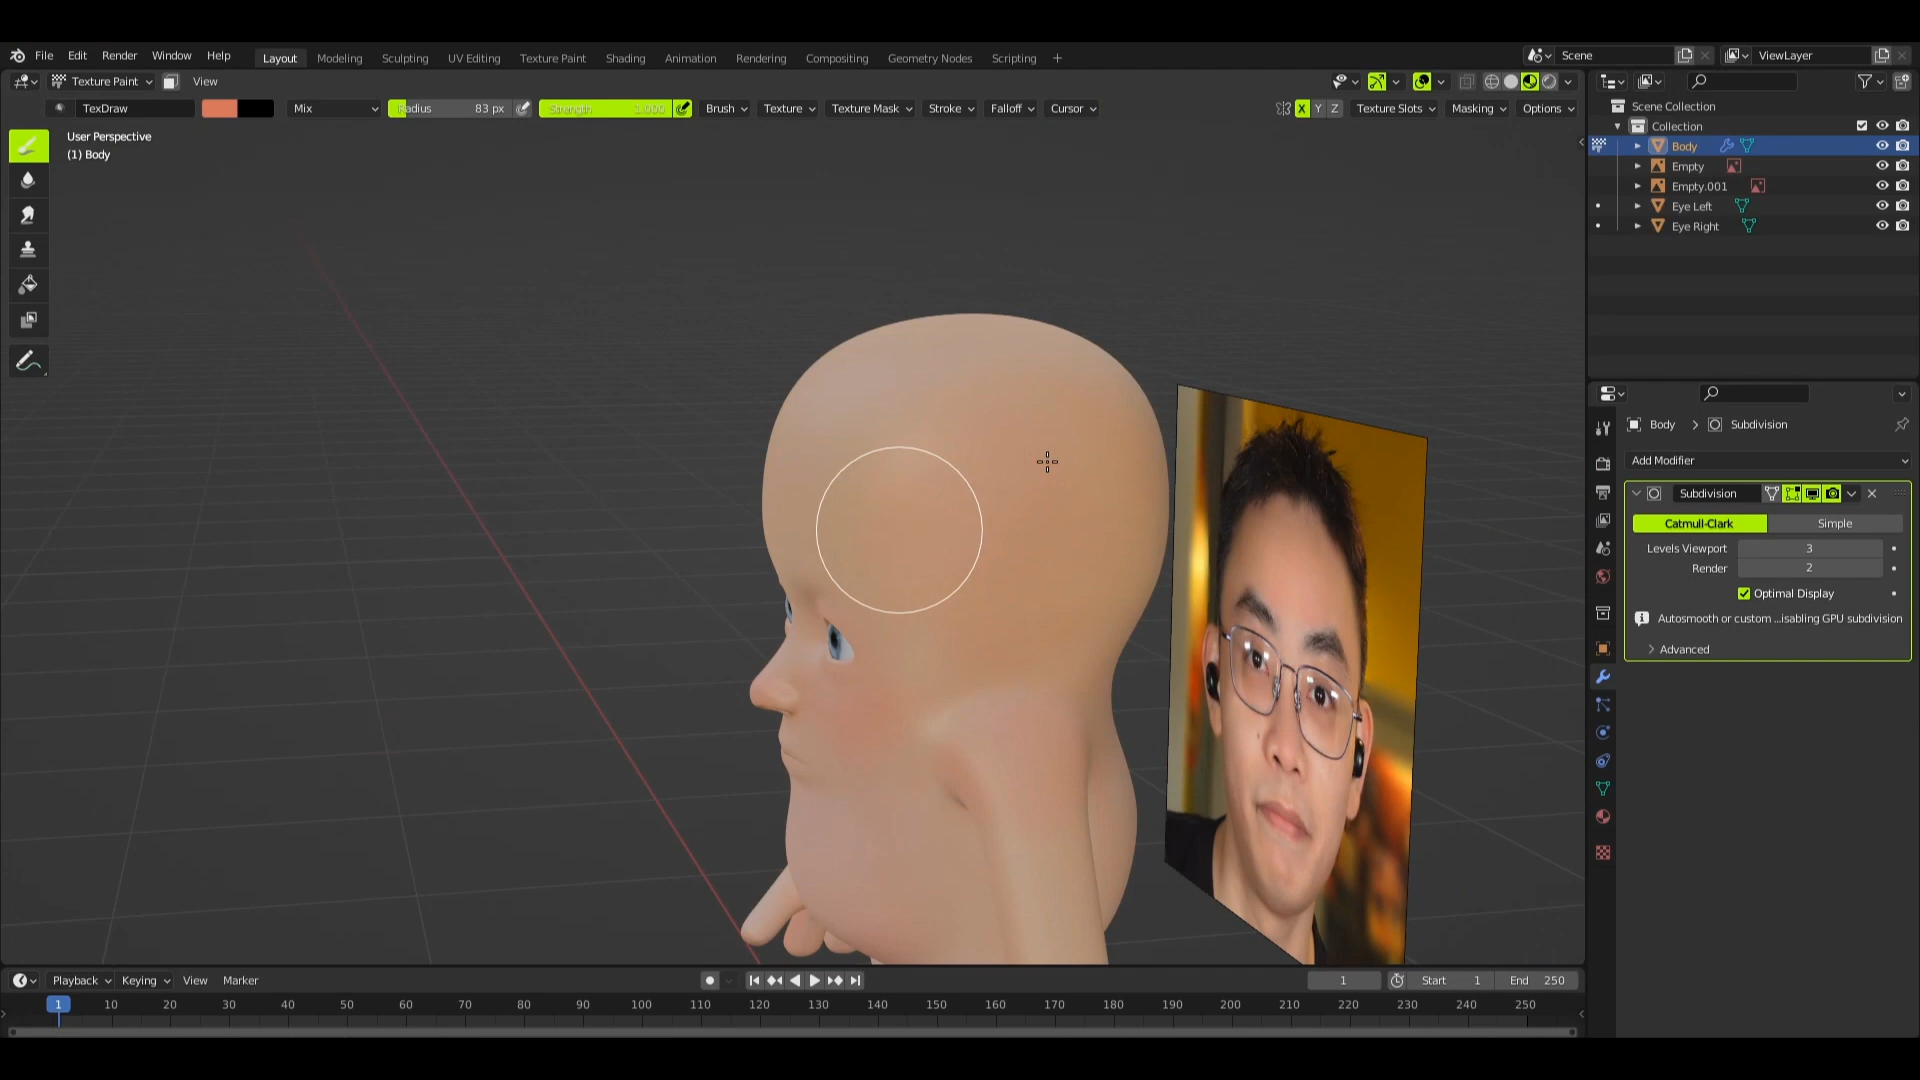 File Edit Render Window Help Layout Modeling Sculpting UV Editing Texture Paint Shading Animation Rendering Compositing Geometry Nodes Scripting + Scene ViewLayer
Texture Paint View
TexDraw Mix Radius 83 px Strength 1.000 Brush Texture Texture Mask Stroke Falloff Cursor X Y Z Texture Slots Masking Options
User Perspective
(1) Body
Scene Collection
Collection
Body
Empty
Empty.001
Eye Left
Eye Right
Body > Subdivision
Add Modifier
Subdivision
Catmull-Clark Simple
Levels Viewport 3
Render 2
Optimal Display
Autosmooth or custom ...isabling GPU subdivision
Advanced
Playback Keying View Marker 1 Start 1 End 250
1 10 20 30 40 50 60 70 80 90 100 110 120 130 140 150 160 170 180 190 200 210 220 230 240 250